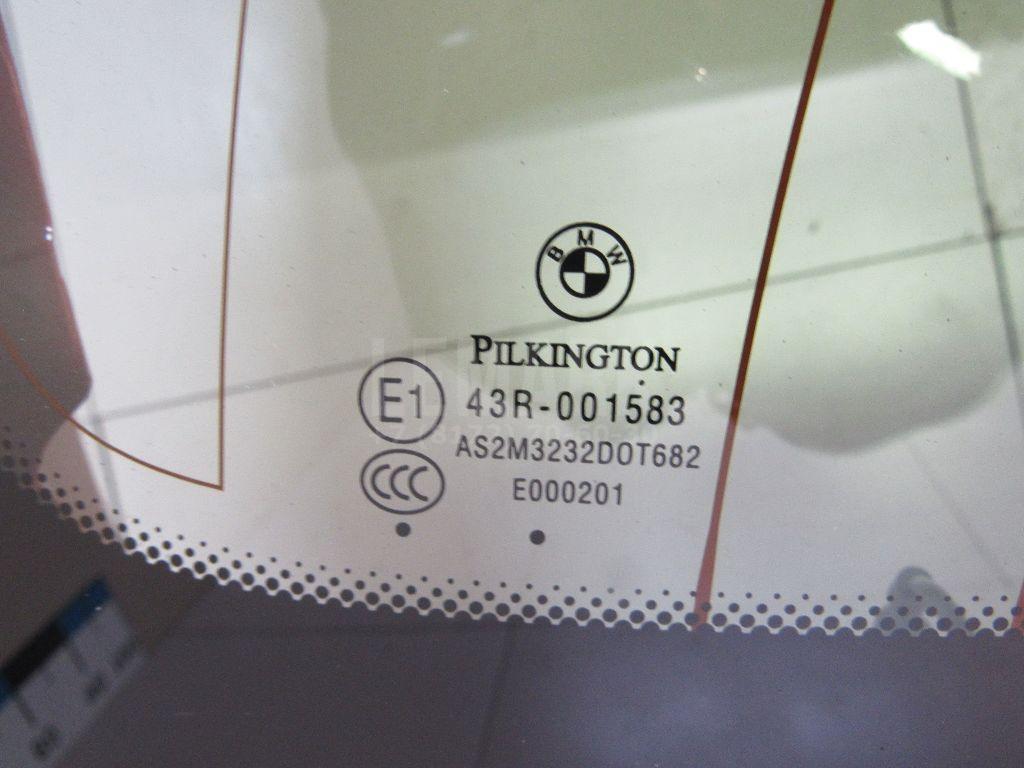 BMW
PILKINGTON
E1 43R-001583
AS2M3232DOT682
CCC E000201